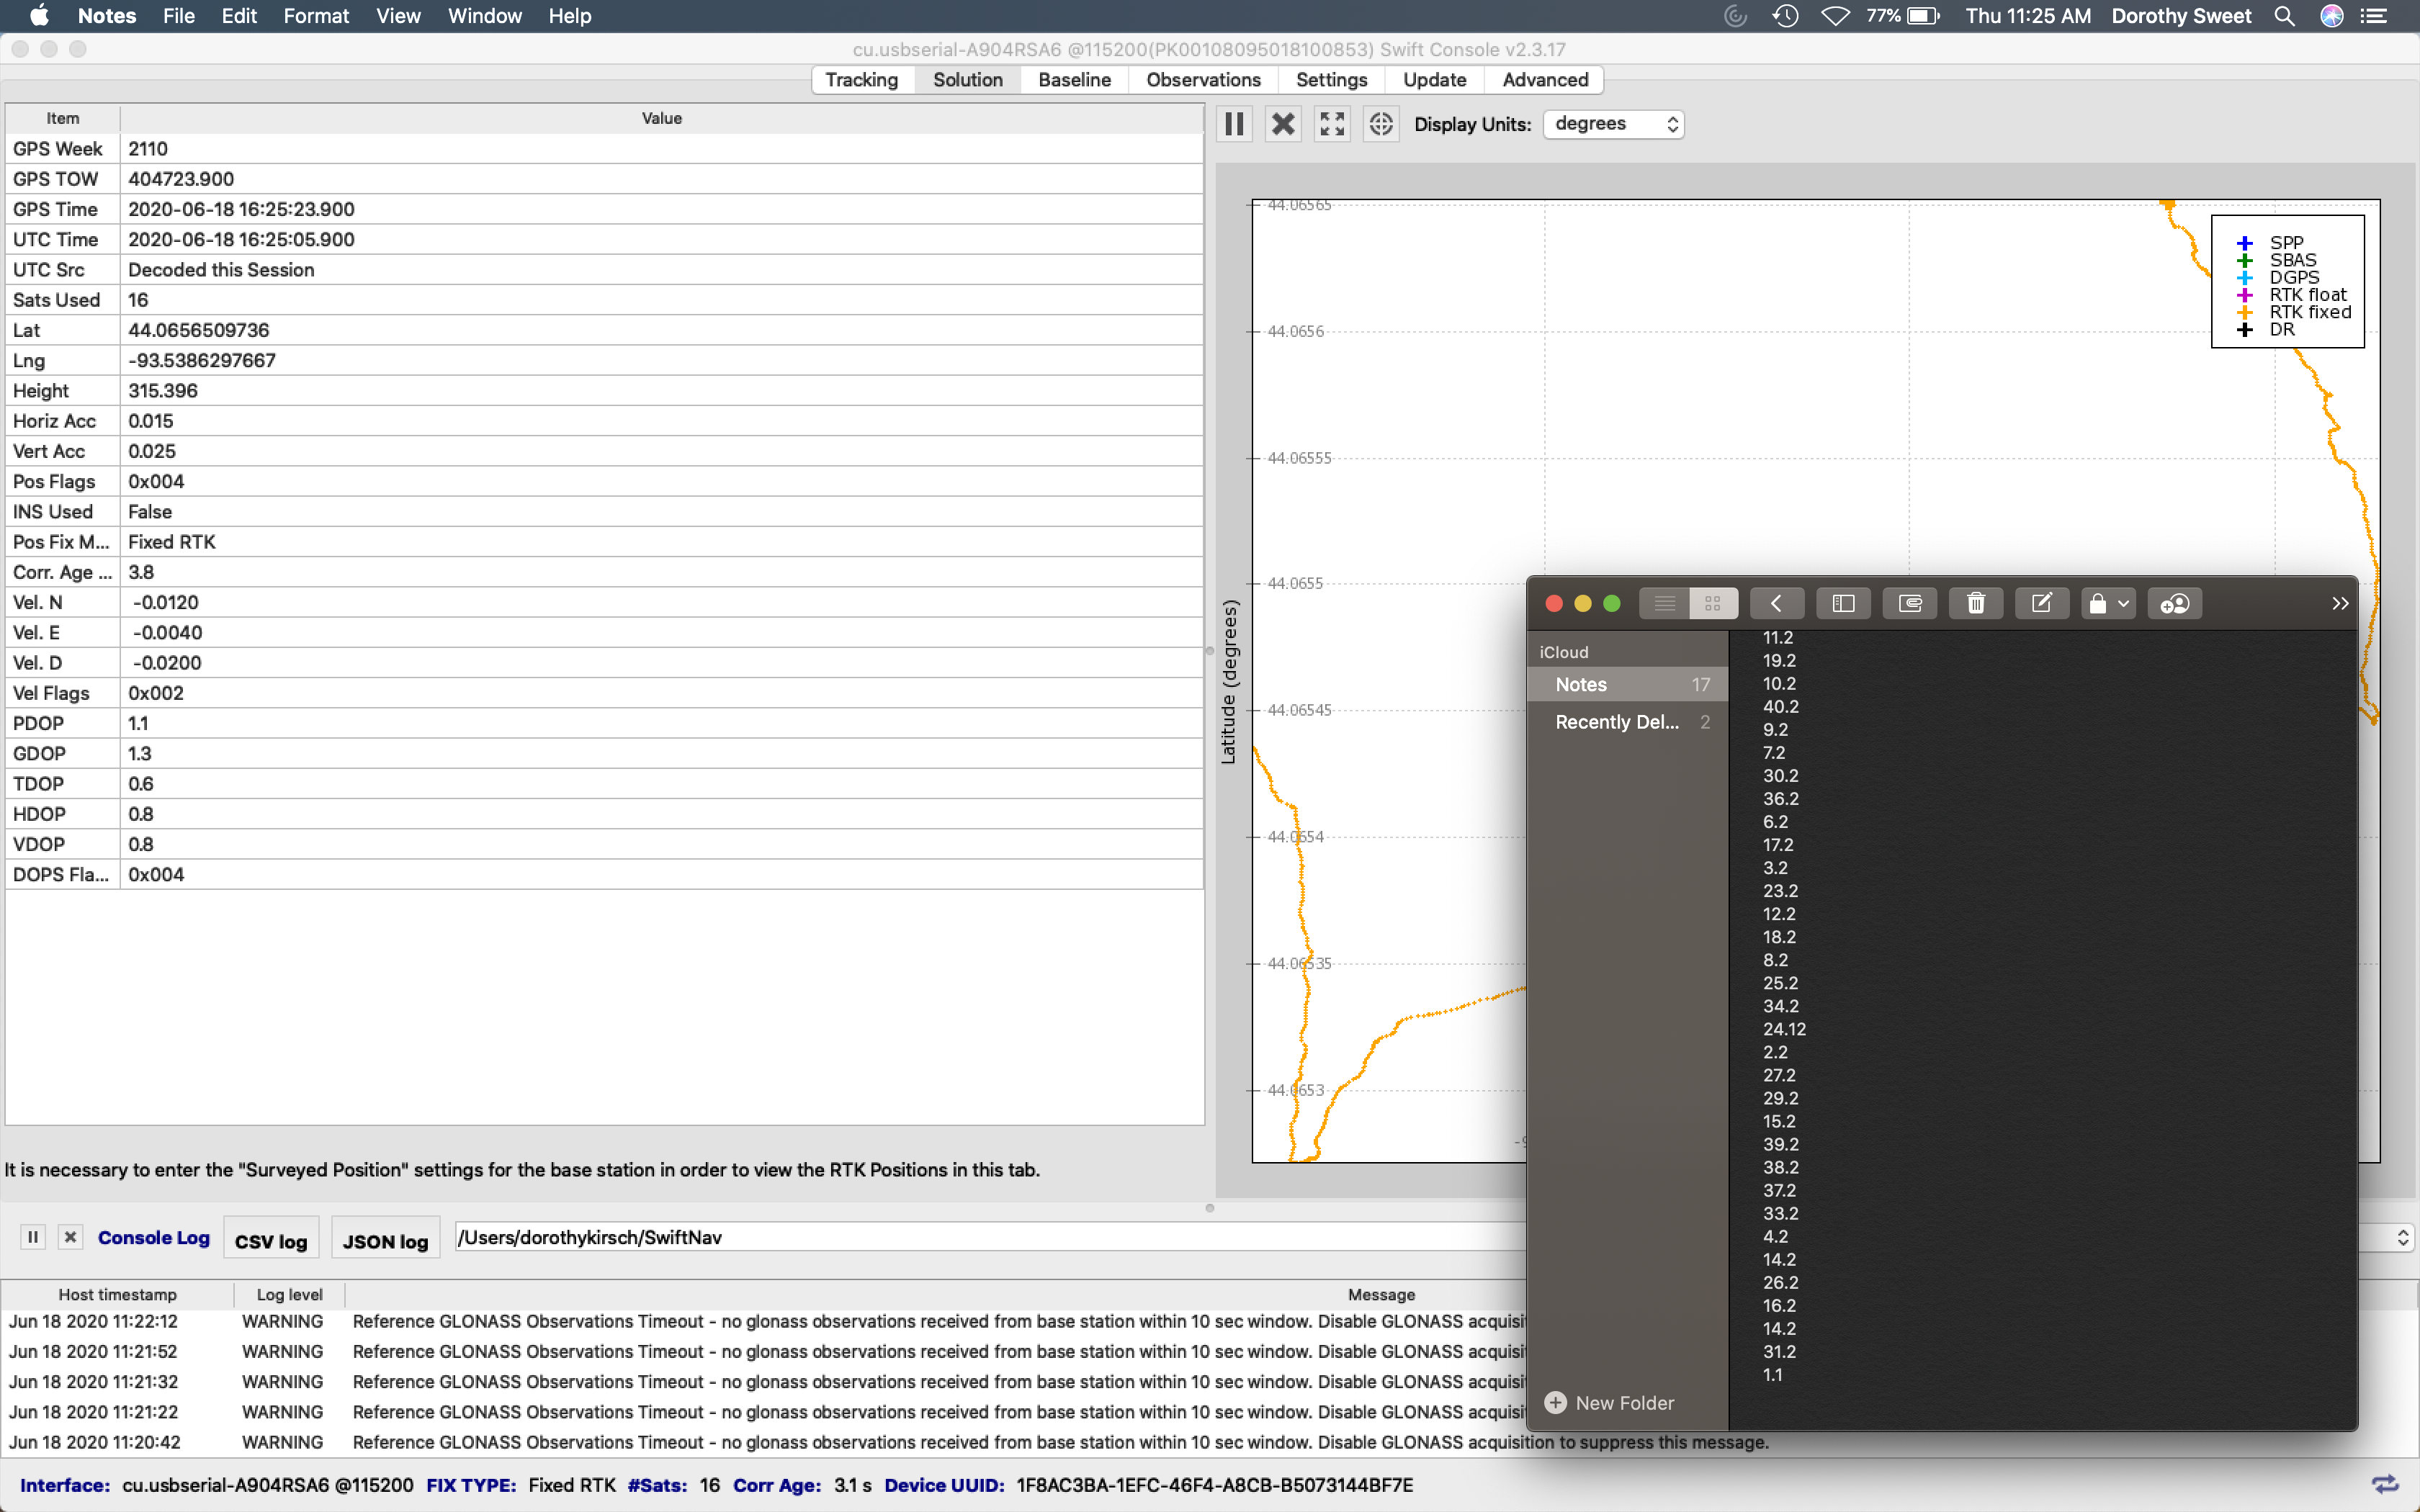 Notes File Edit Format View Window Help 77% Thu 11:25 AM Dorothy Sweet
cu.usbserial-A904RSA6 @115200(PK00108095018100853) Swift Console v2.3.17
Tracking Solution Baseline Observations Settings Update Advanced
Item Value
GPS Week 2110
GPS TOW 404723.900
GPS Time 2020-06-18 16:25:23.900
UTC Time 2020-06-18 16:25:05.900
UTC Src Decoded this Session
Sats Used 16
Lat 44.0656509736
Lng -93.5386297667
Height 315.396
Horiz Acc 0.015
Vert Acc 0.025
Pos Flags 0x004
INS Used False
Pos Fix M... Fixed RTK
Corr. Age ... 3.8
Vel. N -0.0120
Vel. E -0.0040
Vel. D -0.0200
Vel Flags 0x002
PDOP 1.1
GDOP 1.3
TDOP 0.6
HDOP 0.8
VDOP 0.8
DOPS Fla... 0x004
It is necessary to enter the "Surveyed Position" settings for the base station in order to view the RTK Positions in this tab.
Display Units: degrees
44.06565
44.0656
44.06555
44.0655
44.06545
44.0654
44.06535
44.0653
Latitude (degrees)
SPP
SBAS
DGPS
RTK float
RTK fixed
DR
iCloud
Notes 17
Recently Del... 2
New Folder
11.2
19.2
10.2
40.2
9.2
7.2
30.2
36.2
6.2
17.2
3.2
23.2
12.2
18.2
8.2
25.2
34.2
24.12
2.2
27.2
29.2
15.2
39.2
38.2
37.2
33.2
4.2
14.2
26.2
16.2
14.2
31.2
1.1
Console Log CSV log JSON log /Users/dorothykirsch/SwiftNav
Host timestamp Log level Message
Jun 18 2020 11:22:12 WARNING Reference GLONASS Observations Timeout - no glonass observations received from base station within 10 sec window. Disable GLONASS acquisi
Jun 18 2020 11:21:52 WARNING Reference GLONASS Observations Timeout - no glonass observations received from base station within 10 sec window. Disable GLONASS acquisi
Jun 18 2020 11:21:32 WARNING Reference GLONASS Observations Timeout - no glonass observations received from base station within 10 sec window. Disable GLONASS acquisi
Jun 18 2020 11:21:22 WARNING Reference GLONASS Observations Timeout - no glonass observations received from base station within 10 sec window. Disable GLONASS acquisi
Jun 18 2020 11:20:42 WARNING Reference GLONASS Observations Timeout - no glonass observations received from base station within 10 sec window. Disable GLONASS acquisition to suppress this message.
Interface: cu.usbserial-A904RSA6 @115200 FIX TYPE: Fixed RTK #Sats: 16 Corr Age: 3.1 s Device UUID: 1F8AC3BA-1EFC-46F4-A8CB-B5073144BF7E